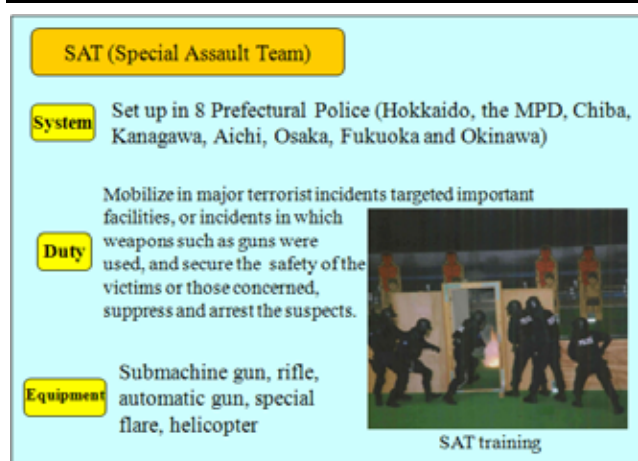 SAT (Special Assault Team)
System
Set up in 8 Prefectural Police (Hokkaido, the MPD, Chiba,
Kanagawa, Aichi, Osaka, Fukuoka and Okinawa)
Duty
Mobilize in major terrorist incidents targeted important
facilities, or incidents in which
weapons such as guns were
used, and secure the safety of the
victims or those concerned,
suppress and arrest the suspects.
Equipment
Submachine gun, rifle,
automatic gun, special
flare, helicopter
POLICE
SAT training